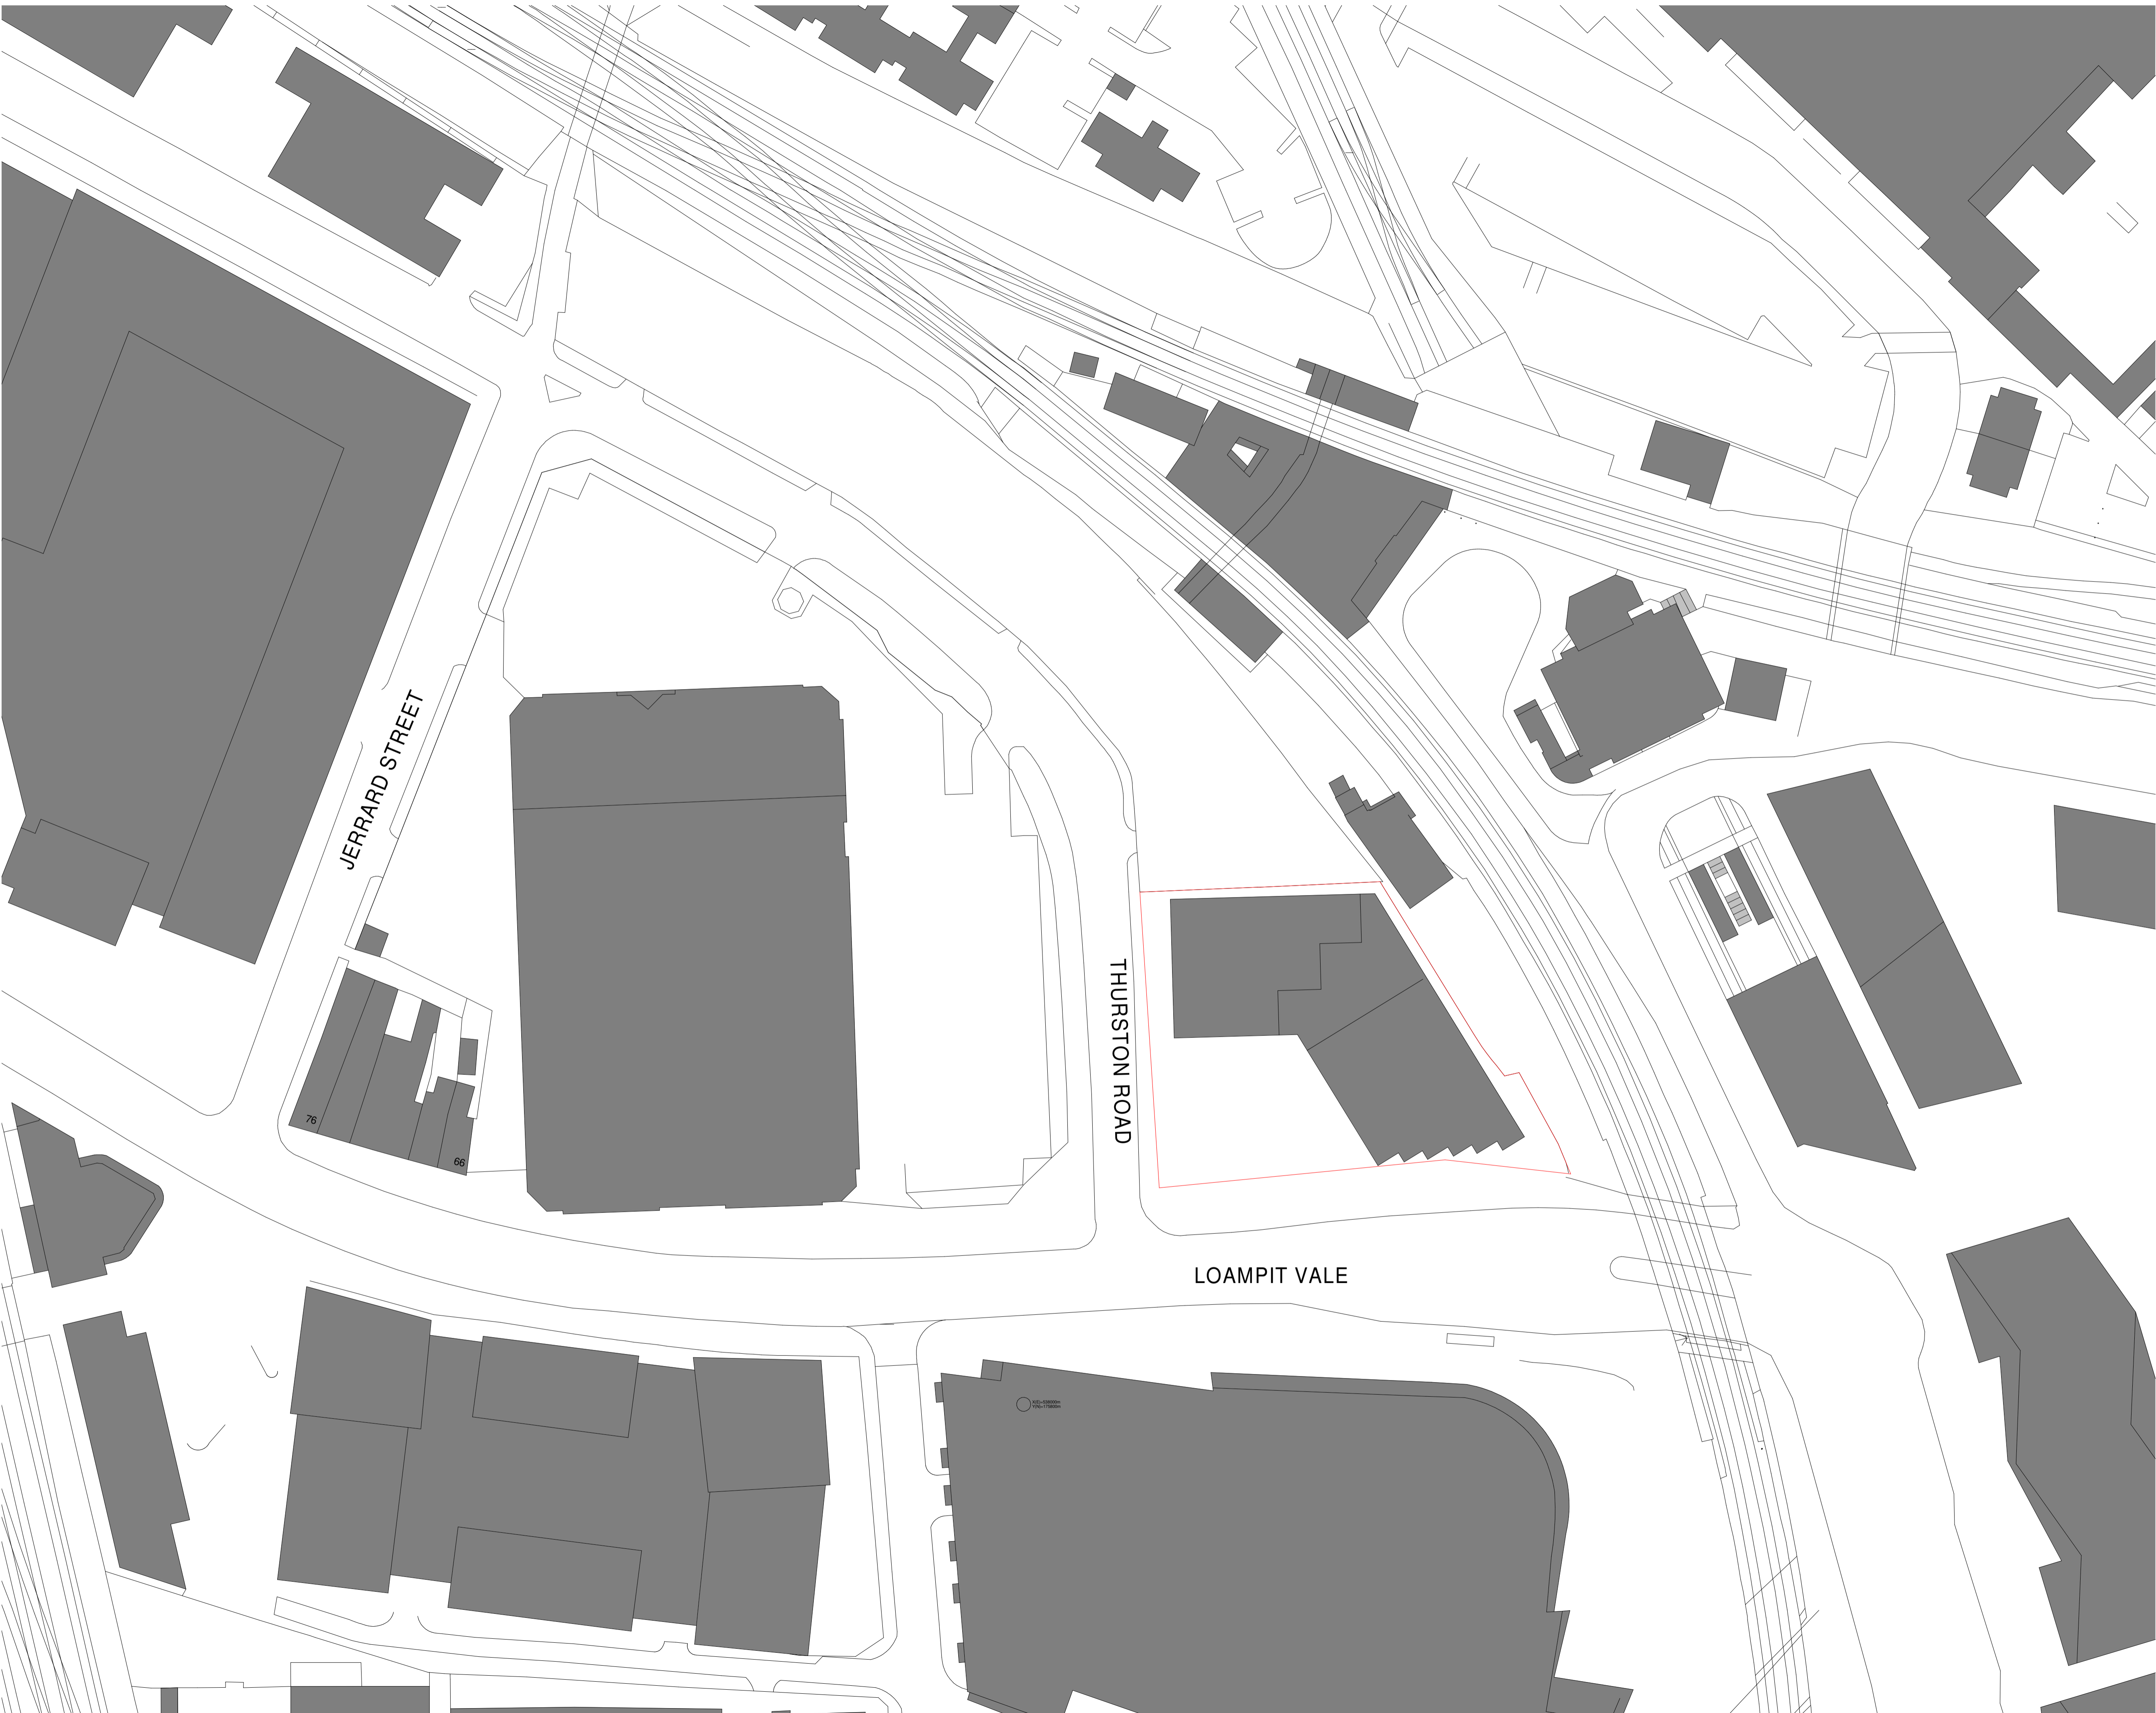 JERRARD STREET
THURSTON ROAD
76
66
LOAMPIT VALE